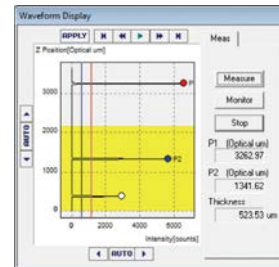 Waveform Display
APPLY
Meas
Z Position[Optical um]
P1
3000
2000
1000
0
P2
0 2000 4000 6000
Intensity[counts]
AUTO
AUTO
Measure
Monitor
Stop
P1 (Optical um)
3262.97
P2 (Optical um)
1341.62
Thickness
523.53 um